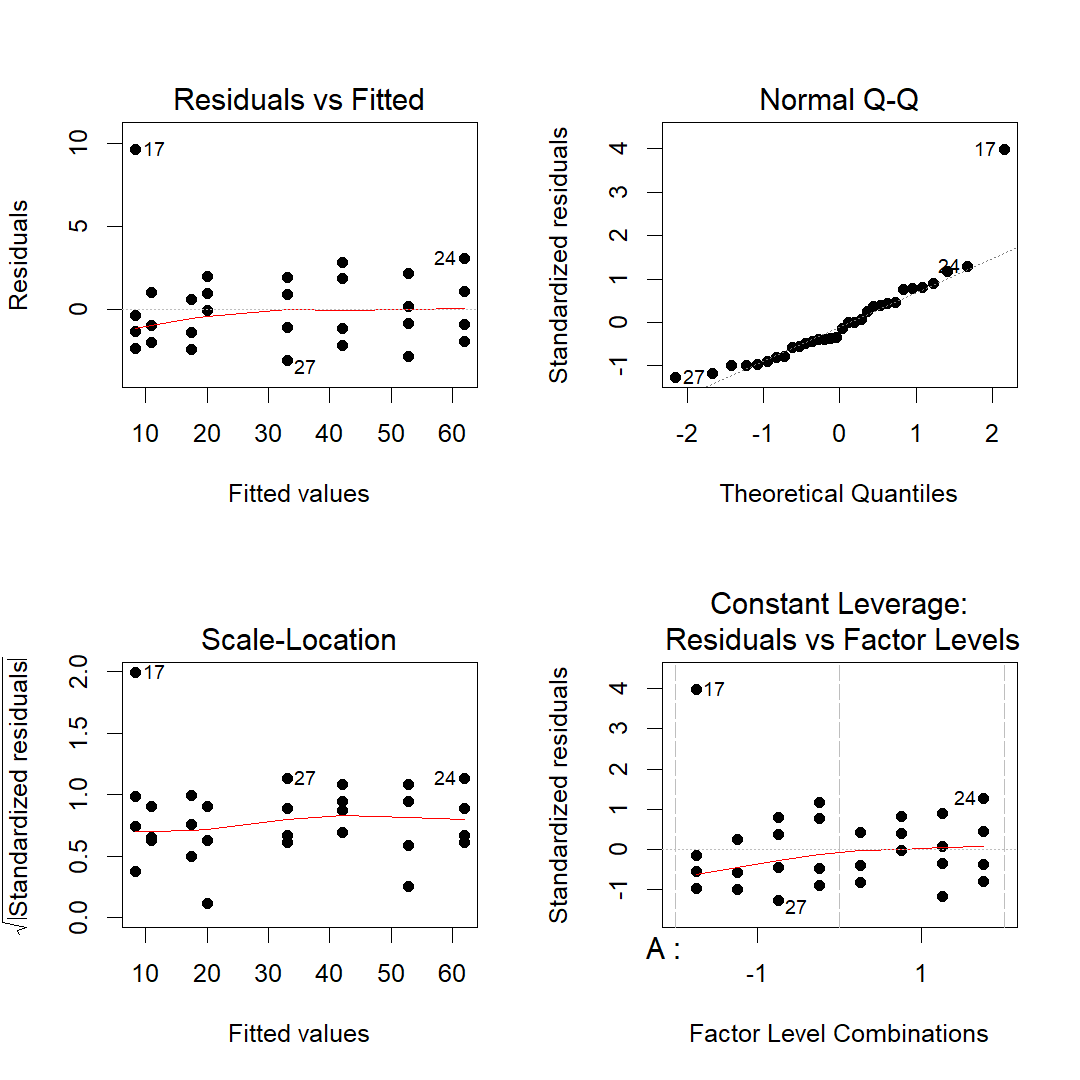 Residuals vs Fitted
Residuals
10
5
0
17
24
27
10 20 30 40 50 60
Fitted values
Normal Q-Q
Standardized residuals
4
3
2
1
0
-1
17
24
27
-2 -1 0 1 2
Theoretical Quantiles
Scale-Location
√|Standardized residuals|
2.0
1.5
1.0
0.5
0.0
17
27
24
10 20 30 40 50 60
Fitted values
Constant Leverage:
Residuals vs Factor Levels
Standardized residuals
4
3
2
1
0
-1
17
24
27
A :
-1 1
Factor Level Combinations